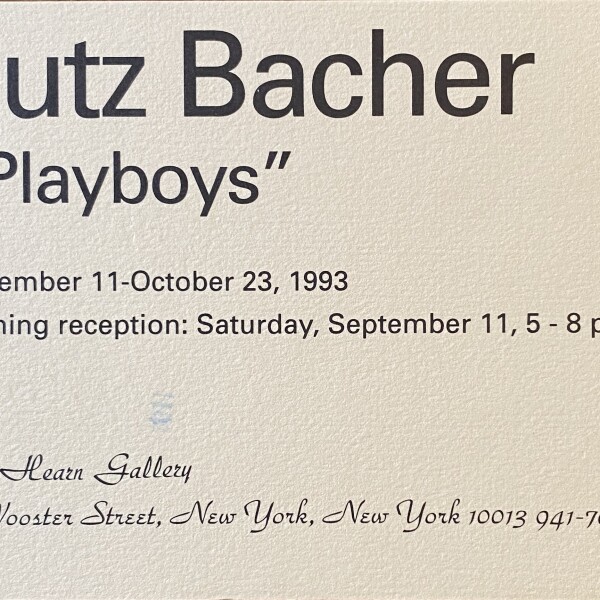 utz Bacher
Playboys”
ember 11-October 23, 1993
ning reception: Saturday, September 11, 5 - 8 p
Hearn Gallery
Wooster Street, New York, New York 10013 941-70